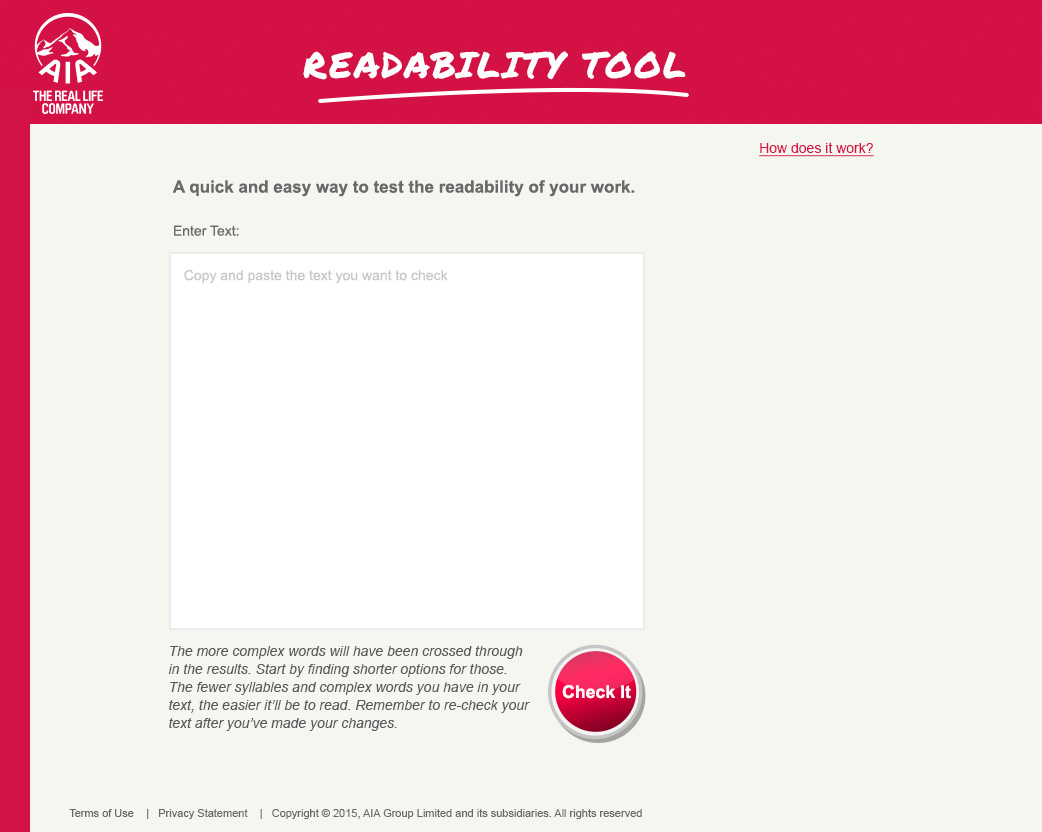 AIA
THE REAL LIFE
COMPANY
READABILITY TOOL
How does it work?
A quick and easy way to test the readability of your work.
Enter Text:
Copy and paste the text you want to check
The more complex words will have been crossed through
in the results. Start by finding shorter options for those.
The fewer syllables and complex words you have in your
text, the easier it’ll be to read. Remember to re-check your
text after you’ve made your changes.
Check It
Terms of Use | Privacy Statement | Copyright © 2015, AIA Group Limited and its subsidiaries. All rights reserved